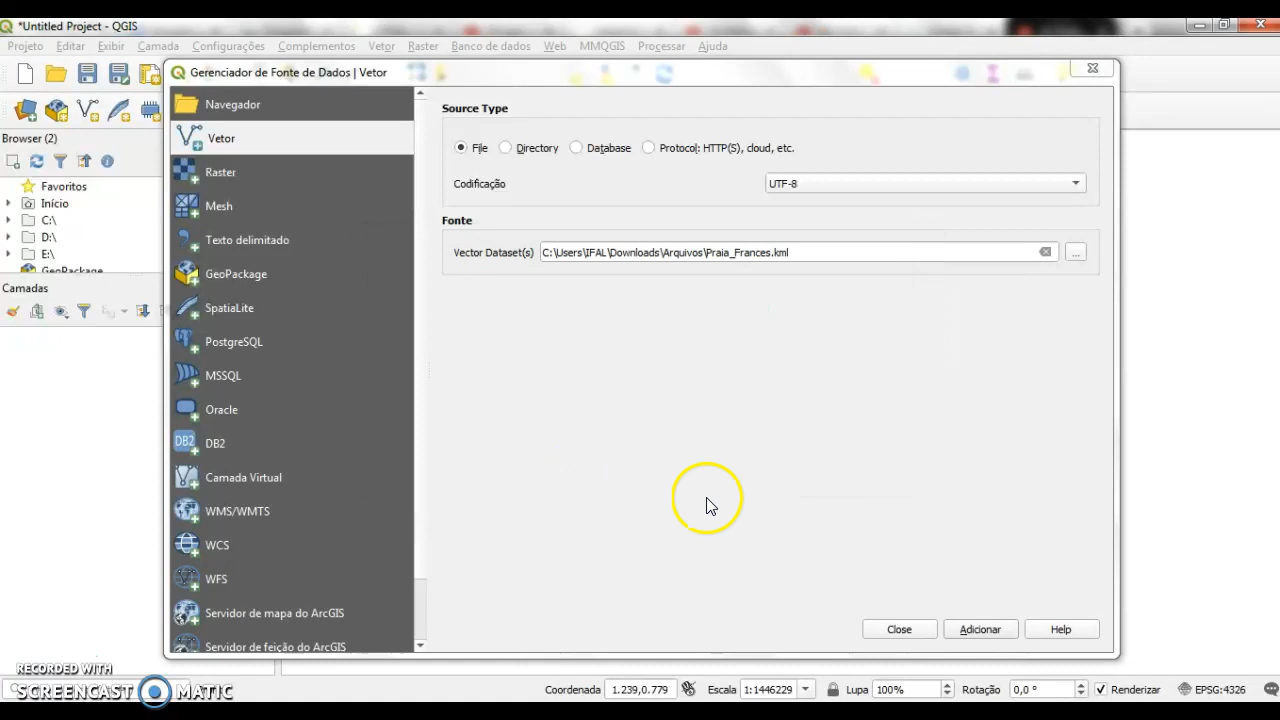 *Untitled Project - QGIS
Projeto Editar Exibir Camada Configurações Complementos Vetor Raster Banco de dados Web MMQGIS Processar Ajuda
Gerenciador de Fonte de Dados | Vetor
Navegador
Vetor
Raster
Mesh
Texto delimitado
GeoPackage
SpatiaLite
PostgreSQL
MSSQL
Oracle
DB2
DB2
Camada Virtual
WMS/WMTS
WCS
WFS
Servidor de mapa do ArcGIS
Servidor de feição do ArcGIS
Source Type
File Directory Database Protocol: HTTP(S), cloud, etc.
Codificação UTF-8
Fonte
Vector Dataset(s) C:\Users\IFAL\Downloads\Arquivos\Praia_Frances.kml ...
Close Adicionar Help
Browser (2)
Favoritos
Início
C:\
D:\
E:\
GeoPackage
Camadas
RECORDED WITH
SCREENCAST MATIC
Coordenada 1.239,0.779 Escala 1:1446229 Lupa 100% Rotação 0,0 ° Renderizar EPSG:4326